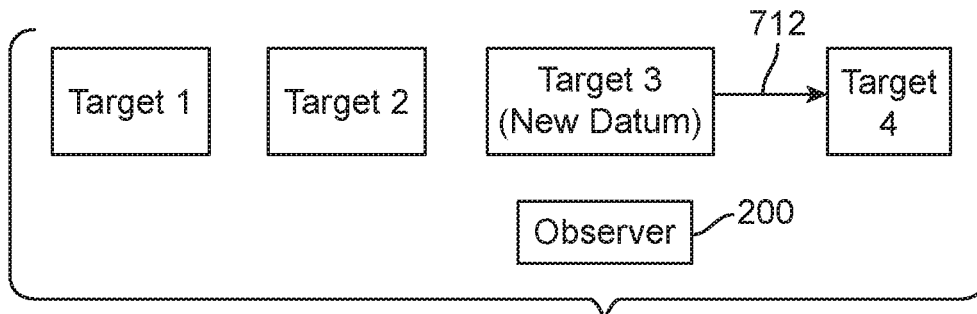 712
Target 1
Target 2
Target 3
(New Datum)
Target
4
Observer
200